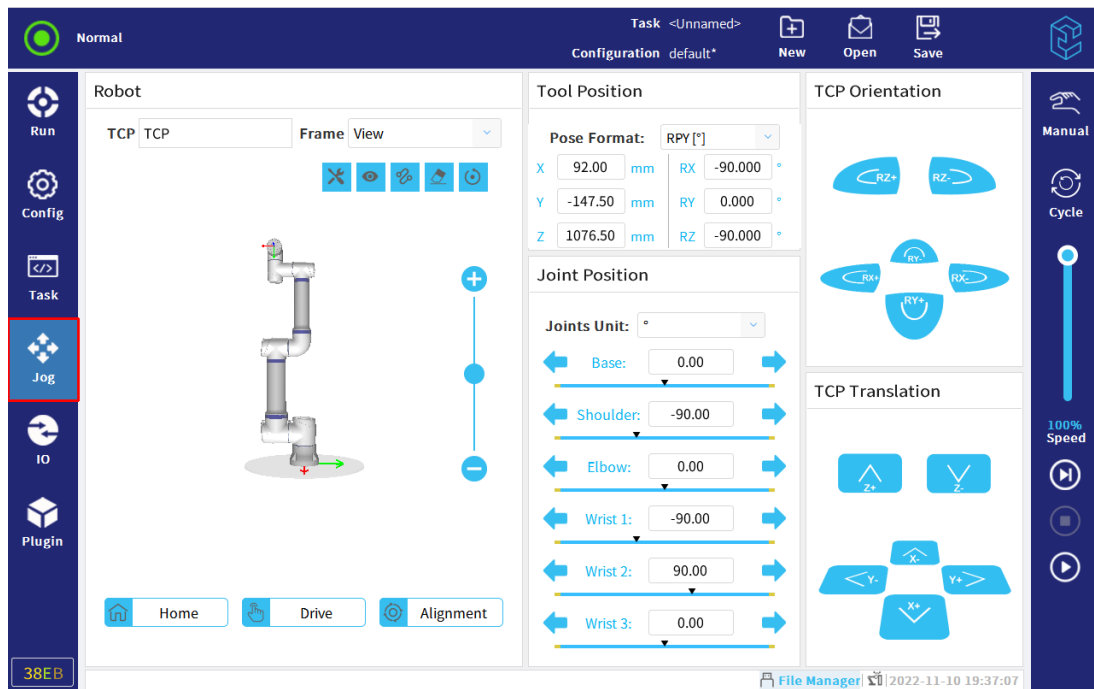 Normal
Task <Unnamed>
Configuration default*
New
Open
Save
Run
Config
Task
Jog
IO
Plugin
38EB
Robot
TCP TCP
Frame View
Home
Drive
Alignment
Tool Position
Pose Format: RPY [°]
X 92.00 mm RX -90.000 °
Y -147.50 mm RY 0.000 °
Z 1076.50 mm RZ -90.000 °
Joint Position
Joints Unit: °
Base: 0.00
Shoulder: -90.00
Elbow: 0.00
Wrist 1: -90.00
Wrist 2: 90.00
Wrist 3: 0.00
TCP Orientation
RZ+ RZ-
RY-
RX+ RX-
RY+
TCP Translation
Z+ Z-
X-
Y- Y+
X+
Manual
Cycle
100%
Speed
File Manager 2022-11-10 19:37:07